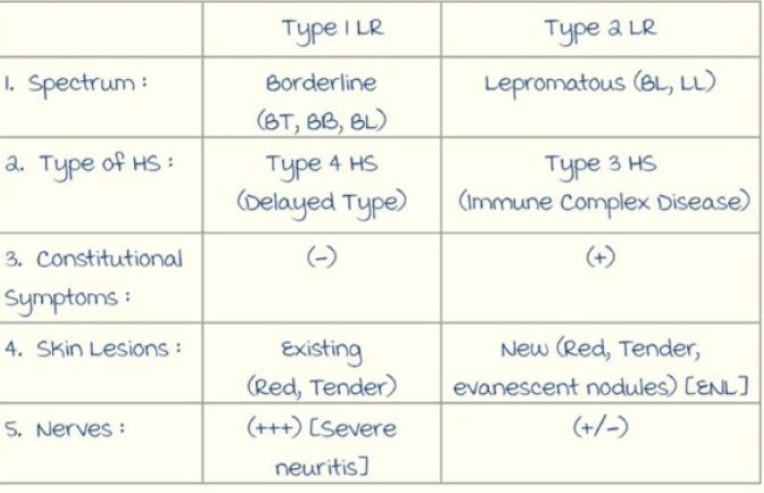 Type 1 LR
Type 2 LR
1. Spectrum :
Borderline
(BT, BB, BL)
Lepromatous (BL, LL)
2. Type of HS :
Type 4 HS
(Delayed Type)
Type 3 HS
(Immune Complex Disease)
3. Constitutional
Symptoms :
(-)
(+)
4. Skin Lesions :
Existing
(Red, Tender)
New (Red, Tender,
evanescent nodules) [ENL]
5. Nerves :
(+++) [Severe
neuritis]
(+/-)